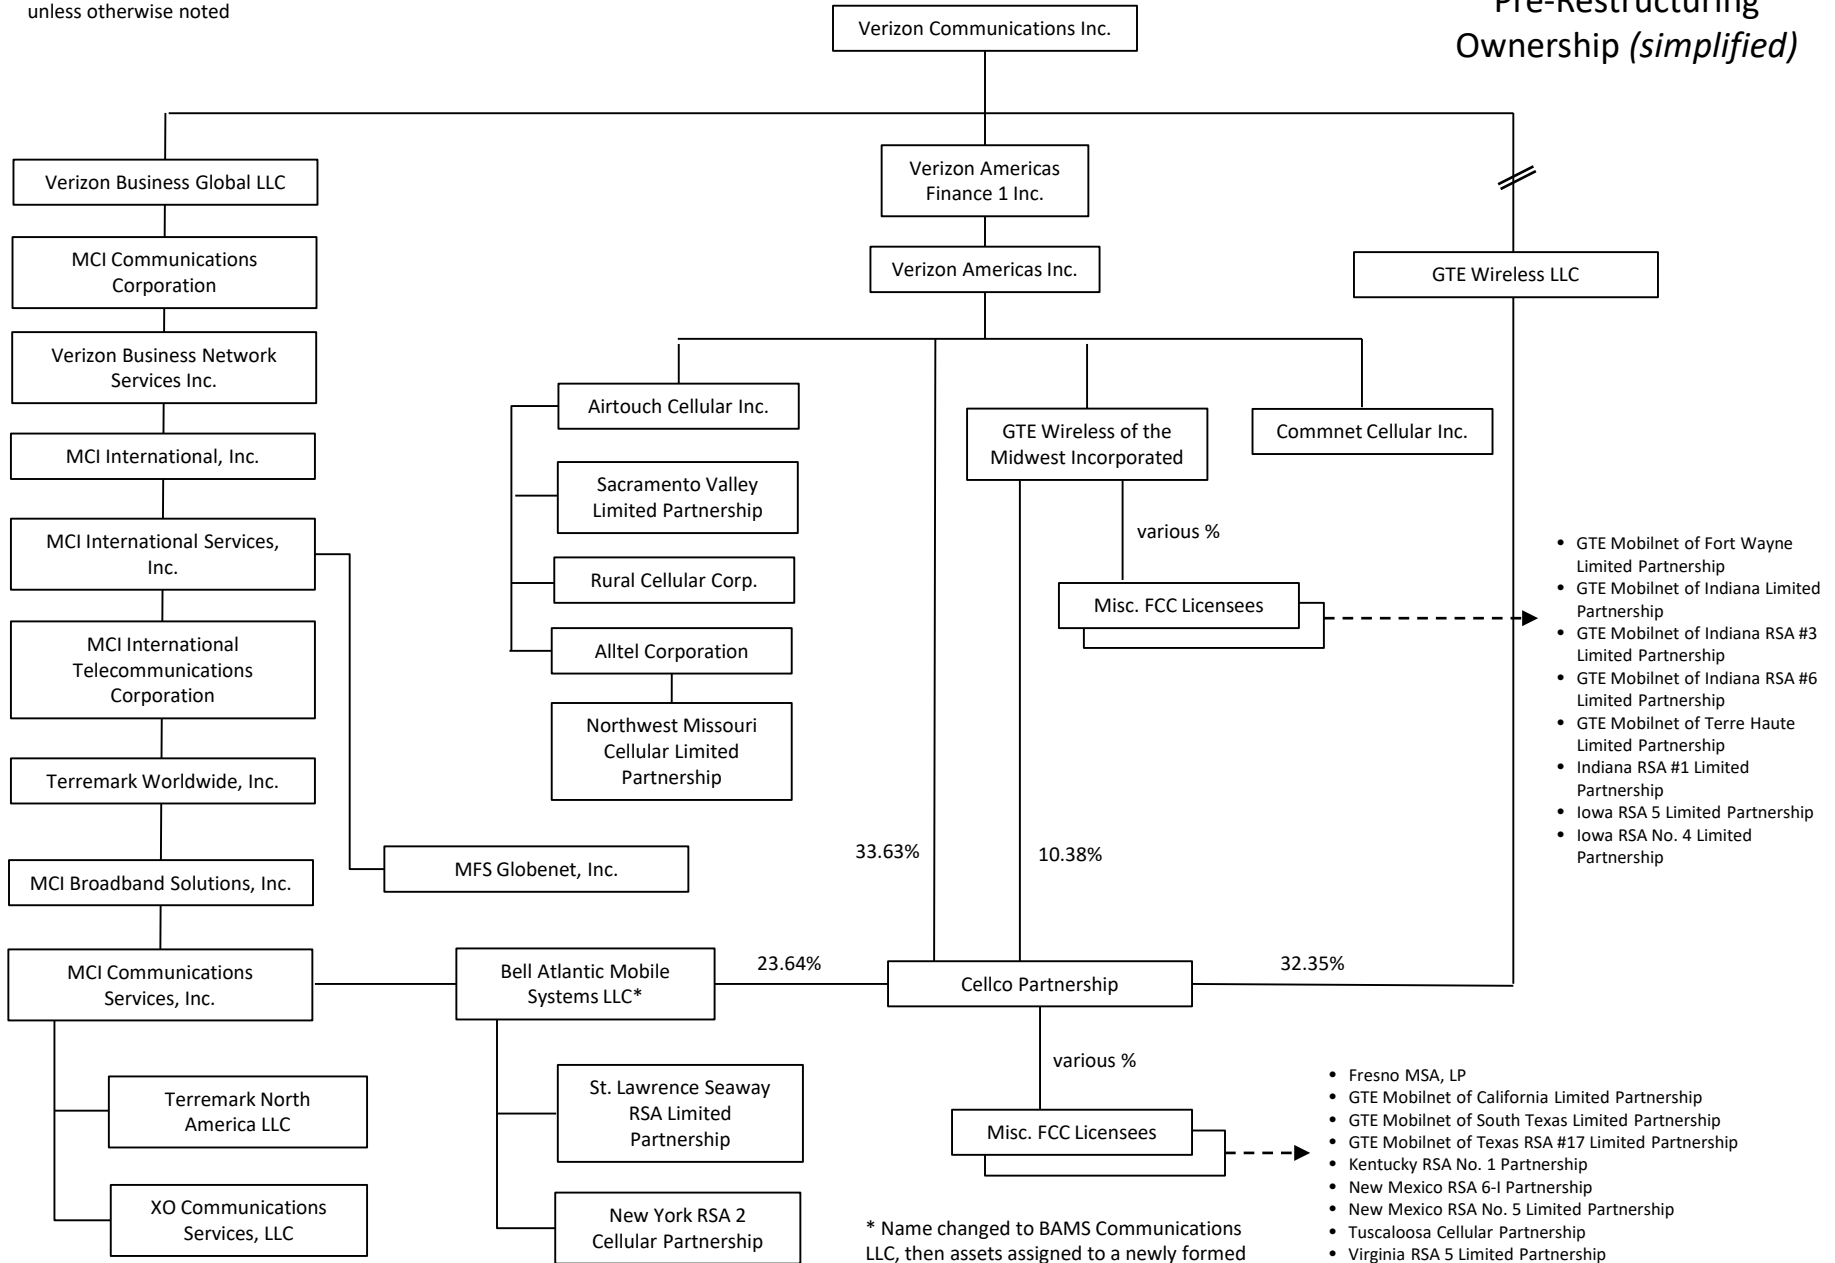 unless otherwise noted
Pre-Restructuring
Ownership (simplified)
Verizon Communications Inc.
Verizon Business Global LLC
Verizon Americas
Finance 1 Inc.
MCI Communications
Corporation
Verizon Americas Inc.
GTE Wireless LLC
Verizon Business Network
Services Inc.
MCI International, Inc.
MCI International Services,
Inc.
MCI International
Telecommunications
Corporation
Terremark Worldwide, Inc.
MCI Broadband Solutions, Inc.
MFS Globenet, Inc.
Airtouch Cellular Inc.
Sacramento Valley
Limited Partnership
Rural Cellular Corp.
Alltel Corporation
Northwest Missouri
Cellular Limited
Partnership
GTE Wireless of the
Midwest Incorporated
Commnet Cellular Inc.
various %
Misc. FCC Licensees
• GTE Mobilnet of Fort Wayne
Limited Partnership
• GTE Mobilnet of Indiana Limited
Partnership
• GTE Mobilnet of Indiana RSA #3
Limited Partnership
• GTE Mobilnet of Indiana RSA #6
Limited Partnership
• GTE Mobilnet of Terre Haute
Limited Partnership
• Indiana RSA #1 Limited
Partnership
• Iowa RSA 5 Limited Partnership
• Iowa RSA No. 4 Limited
Partnership
33.63%
10.38%
MCI Communications
Services, Inc.
Bell Atlantic Mobile
Systems LLC*
23.64%
Cellco Partnership
32.35%
Terremark North
America LLC
XO Communications
Services, LLC
St. Lawrence Seaway
RSA Limited
Partnership
New York RSA 2
Cellular Partnership
various %
Misc. FCC Licensees
• Fresno MSA, LP
• GTE Mobilnet of California Limited Partnership
• GTE Mobilnet of South Texas Limited Partnership
• GTE Mobilnet of Texas RSA #17 Limited Partnership
• Kentucky RSA No. 1 Partnership
• New Mexico RSA 6-I Partnership
• New Mexico RSA No. 5 Limited Partnership
• Tuscaloosa Cellular Partnership
• Virginia RSA 5 Limited Partnership
* Name changed to BAMS Communications
LLC, then assets assigned to a newly formed